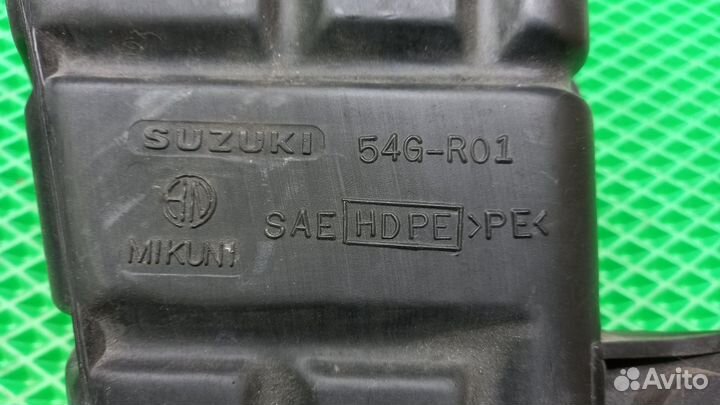 SUZUKI 54G-R01
SAE HDPE >PE<
MIKUNI
Avito